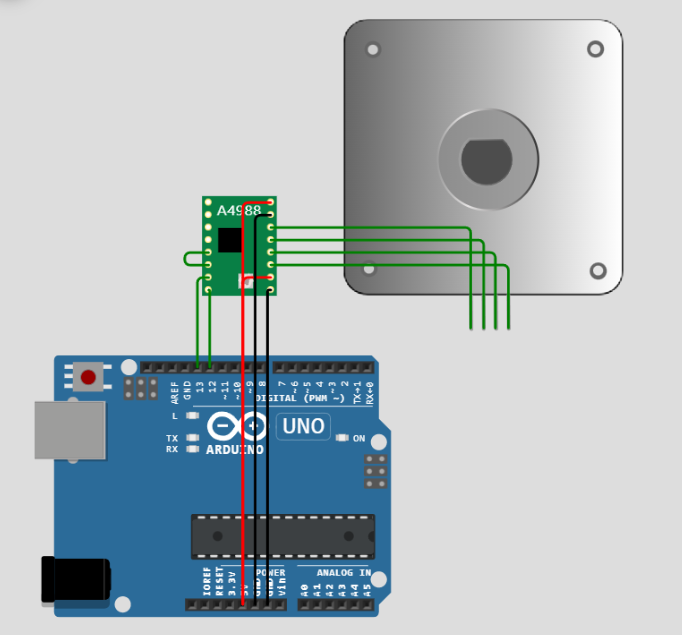 A4988
AREF
GND
13
12
~11
~10
~9
8
7
~6
~5
4
~3
2
TX→1
RX←0
DIGITAL (PWM ~)
L
TX
RX
ARDUINO
UNO
ON
POWER
ANALOG IN
IOREF
RESET
3.3V
5V
GND
GND
Vin
A0
A1
A2
A3
A4
A5